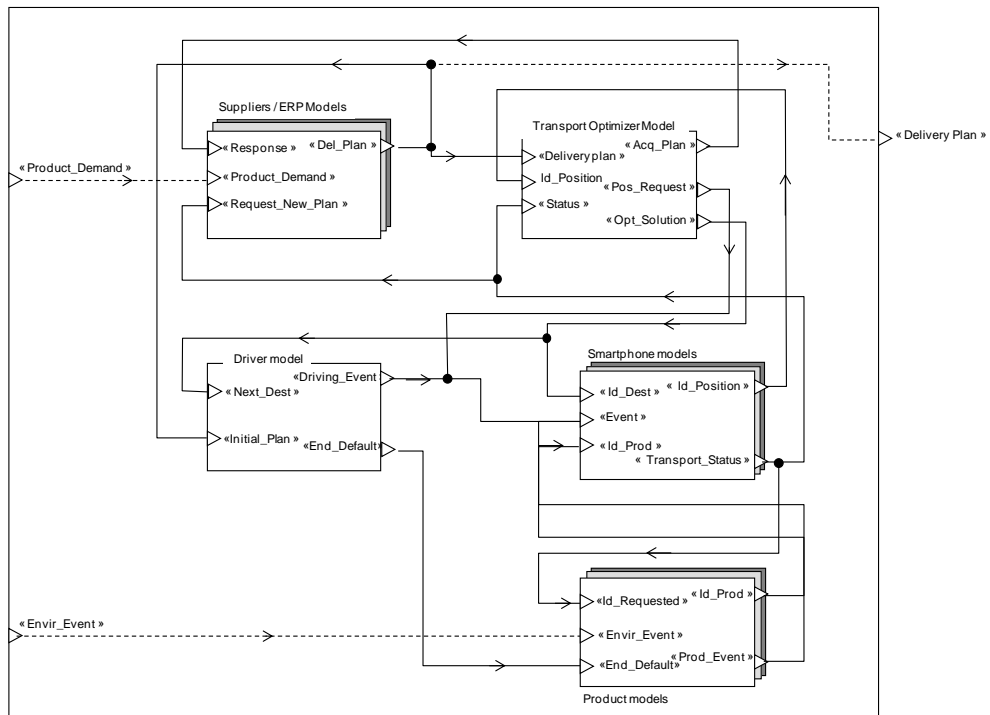 Suppliers / ERP Models
« Response »
« Del_Plan »
« Product_Demand »
« Request_New_Plan »
Transport Optimizer Model
« Acq_Plan »
«Delivery plan »
Id_Position
«Pos_Request »
« Status »
«Opt_Solution »
« Delivery Plan »
« Product_Demand»
Driver model
«Driving_Event
« Next_Dest »
«Initial_Plan »
«End_Default»
Smartphone models
« Id_Position »
« Id_Dest »
«Event »
« Id_Prod »
« Transport_Status »
« Id_Prod »
«Id_Requested »
« Envir_Event »
« Envir_Event»
«Prod_Event »
«End_Default»
Product models